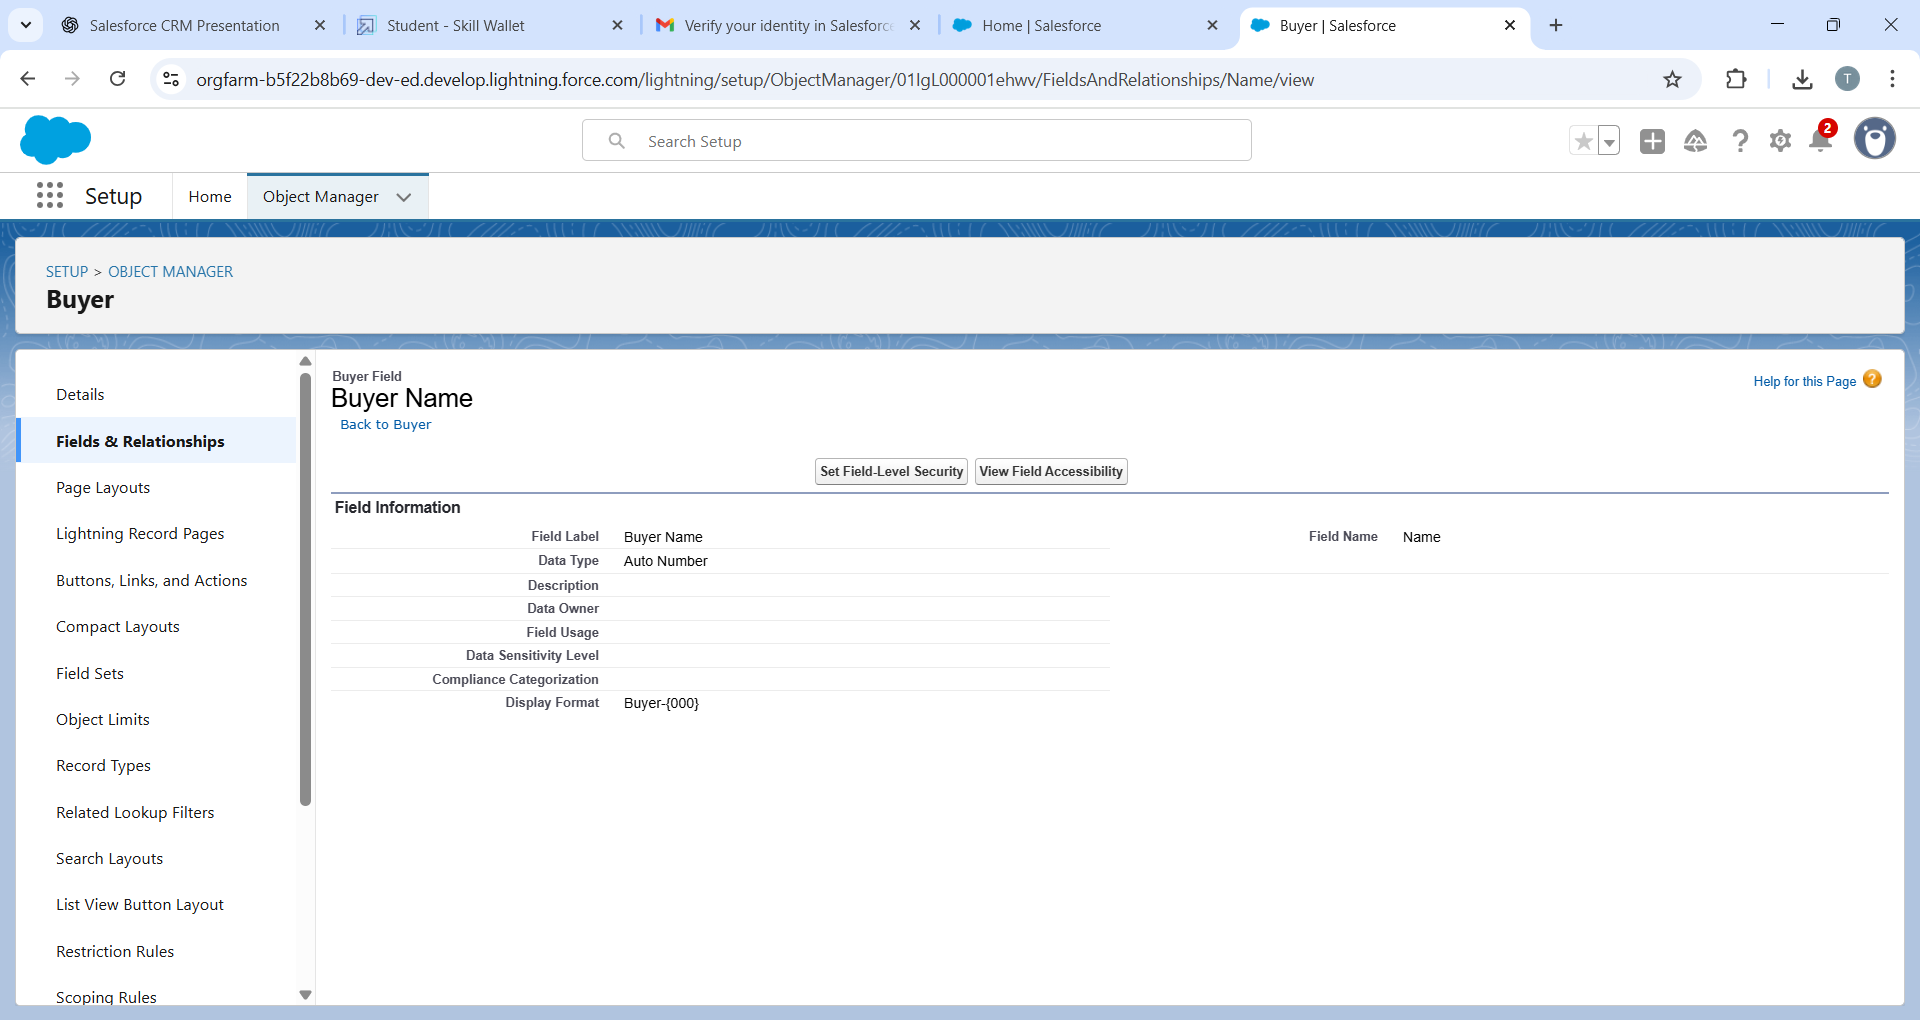 Salesforce CRM Presentation
Student - Skill Wallet
Verify your identity in Salesforce
Home | Salesforce
Buyer | Salesforce
orgfarm-b5f22b8b69-dev-ed.develop.lightning.force.com/lightning/setup/ObjectManager/01IgL000001ehwv/FieldsAndRelationships/Name/view
T
Search Setup
2
Setup
Home
Object Manager
SETUP > OBJECT MANAGER
Buyer
Details
Fields & Relationships
Page Layouts
Lightning Record Pages
Buttons, Links, and Actions
Compact Layouts
Field Sets
Object Limits
Record Types
Related Lookup Filters
Search Layouts
List View Button Layout
Restriction Rules
Scoping Rules
Buyer Field
Buyer Name
Back to Buyer
Help for this Page
Set Field-Level Security
View Field Accessibility
Field Information
Field Label Buyer Name Field Name Name
Data Type Auto Number
Description
Data Owner
Field Usage
Data Sensitivity Level
Compliance Categorization
Display Format Buyer-{000}